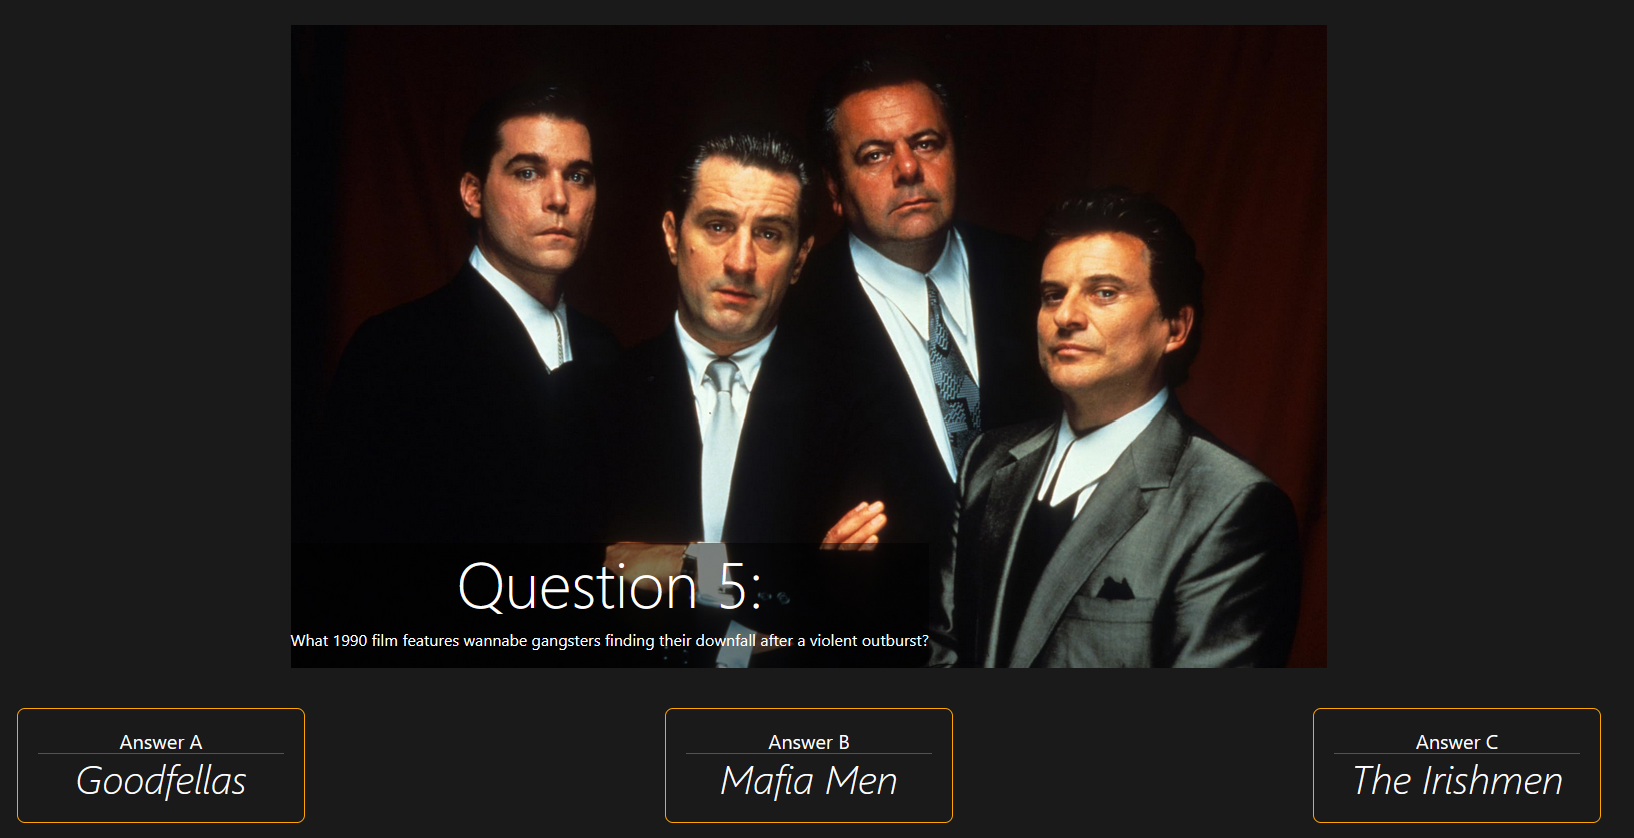 Question 5:
What 1990 film features wannabe gangsters finding their downfall after a violent outburst?
Answer A
Goodfellas
Answer B
Mafia Men
Answer C
The Irishmen